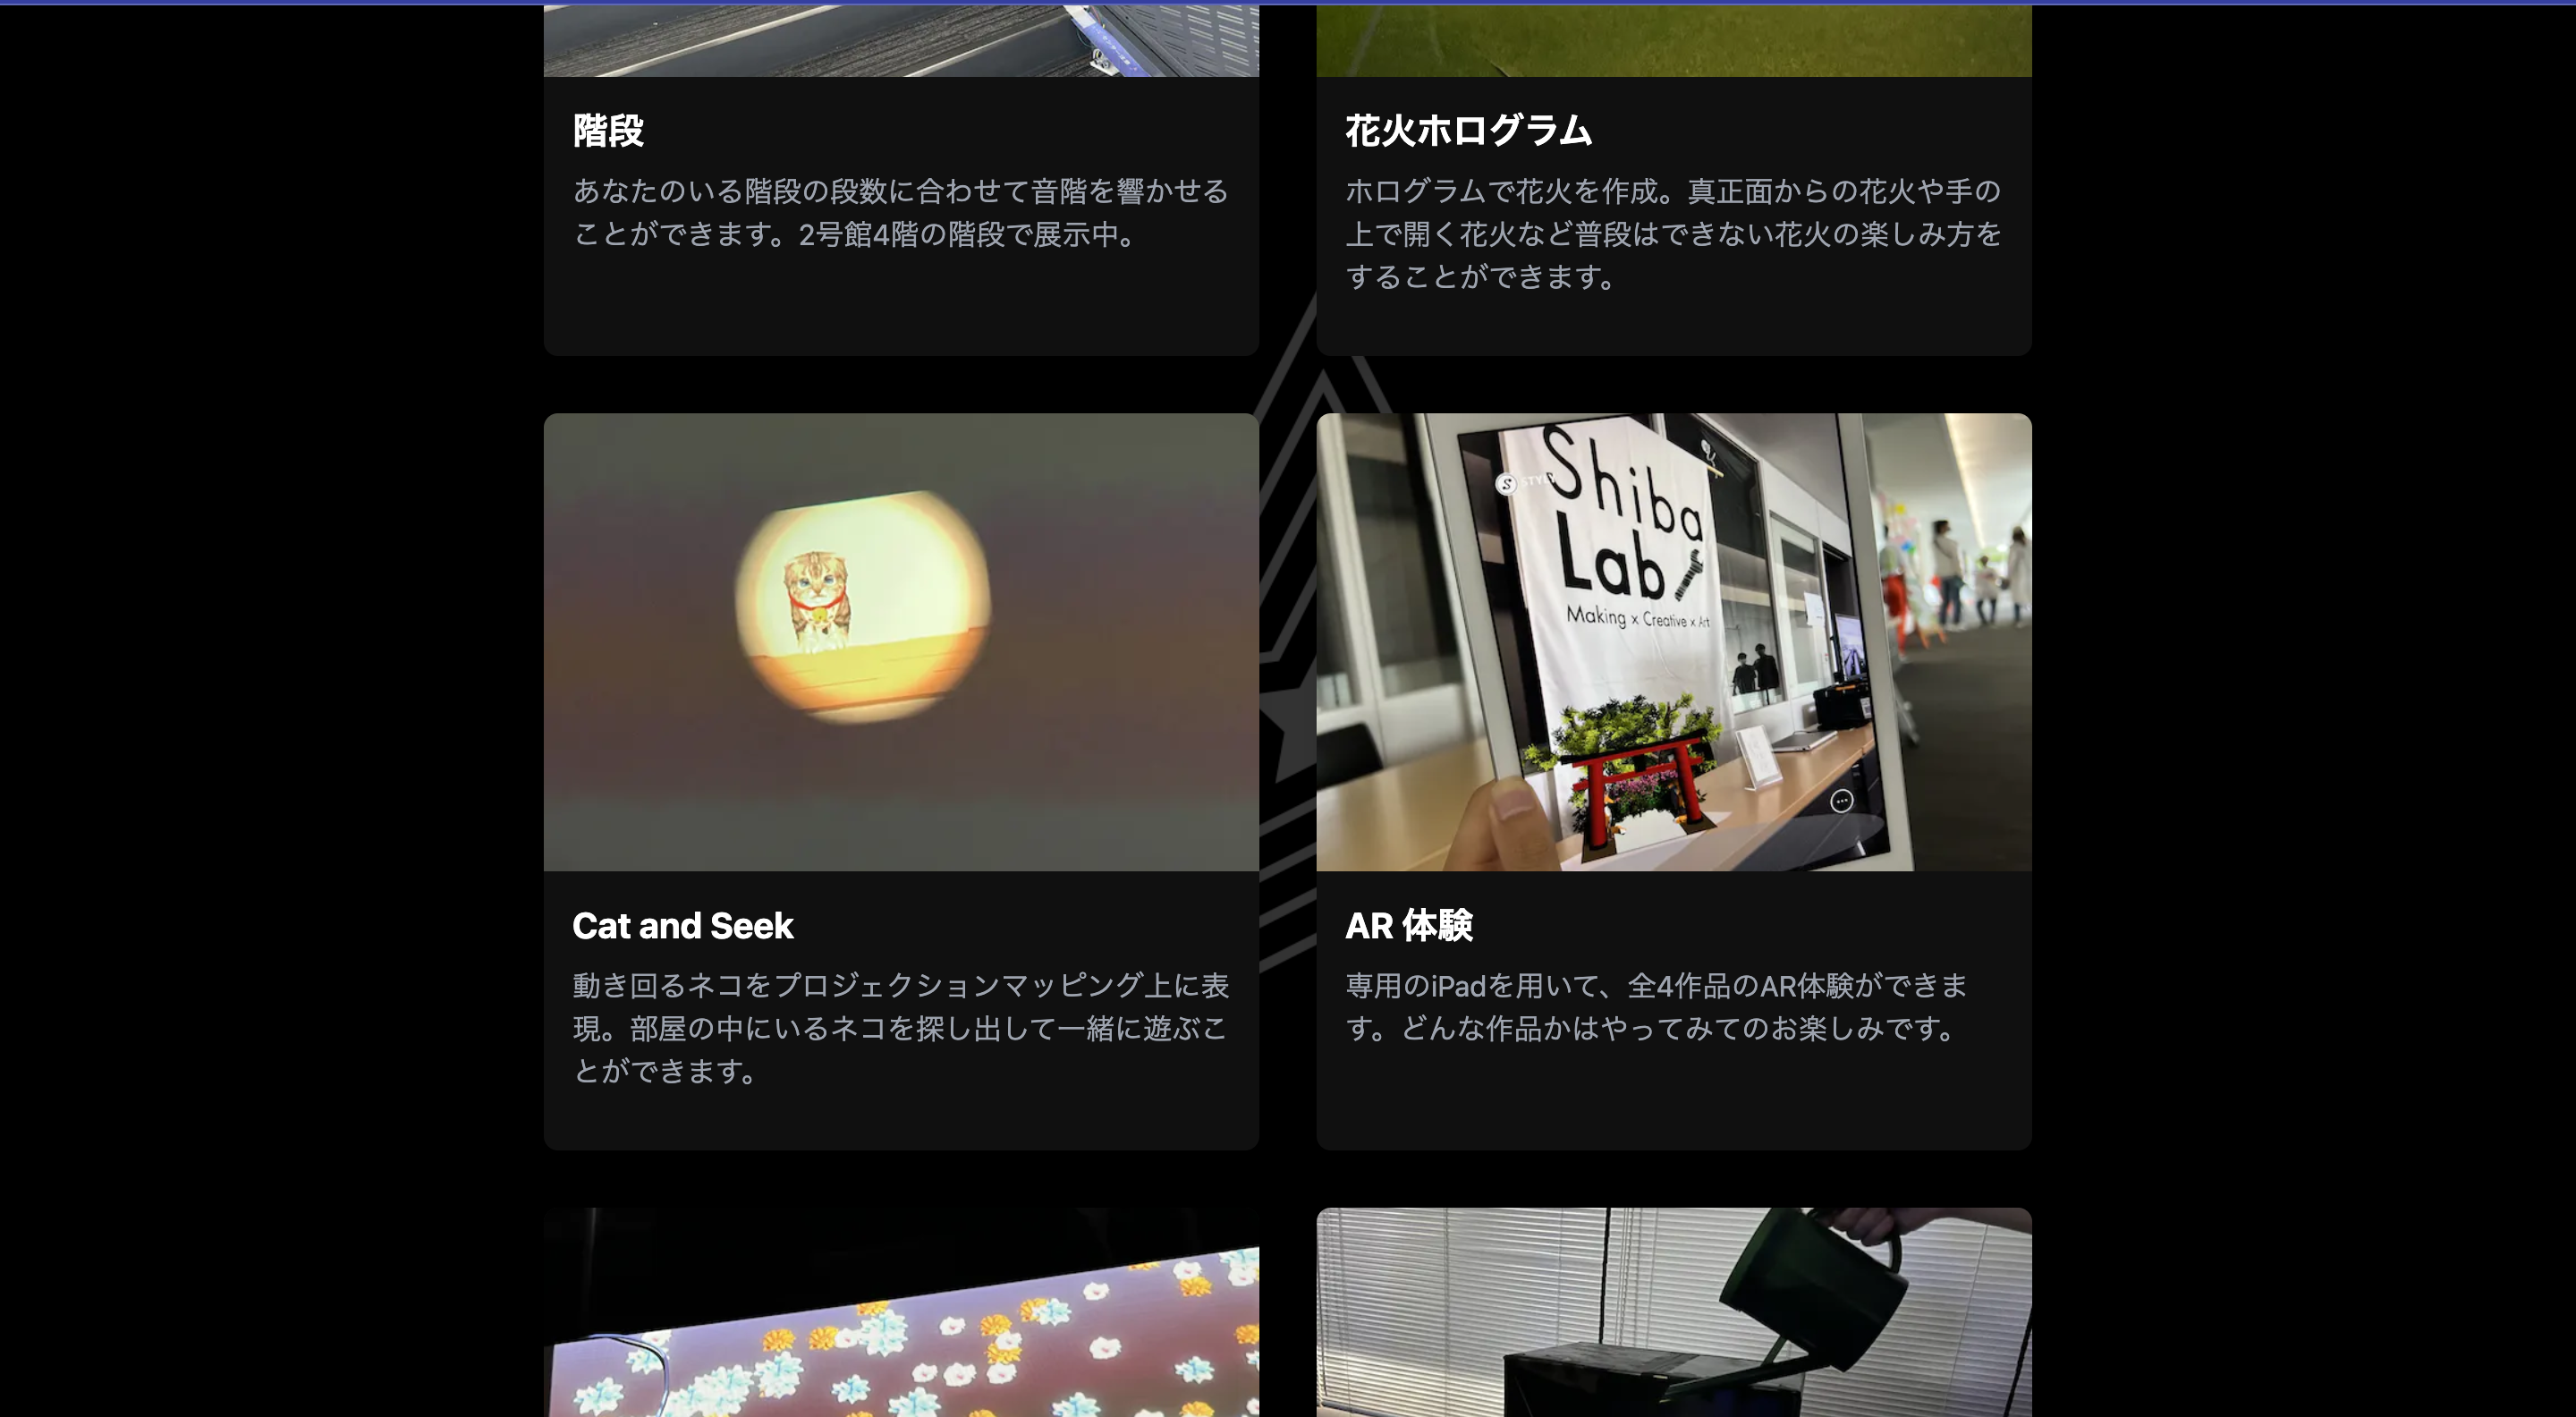 階段
あなたのいる階段の段数に合わせて音階を響かせる
ことができます。2号館4階の階段で展示中。
花火ホログラム
ホログラムで花火を作成。真正面からの花火や手の
上で開く花火など普段はできない花火の楽しみ方を
することができます。
Shiba
Lab
Making × Creative × Art
S STYLE
Cat and Seek
動き回るネコをプロジェクションマッピング上に表
現。部屋の中にいるネコを探し出して一緒に遊ぶこ
とができます。
AR 体験
専用のiPadを用いて、全4作品のAR体験ができま
す。どんな作品かはやってみてのお楽しみです。